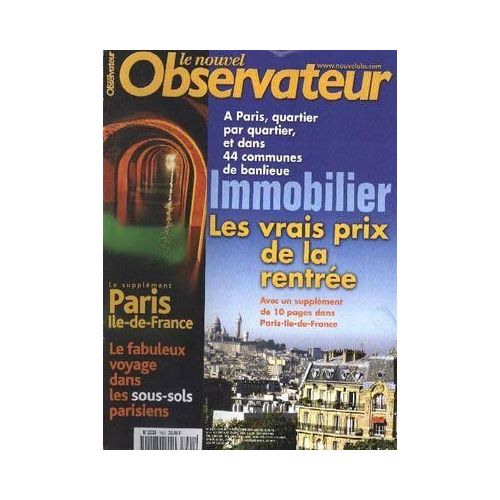 le nouvel
Observateur
www.nouvelobs.com
Observateur
A Paris, quartier
par quartier,
et dans
44 communes
de banlieue
Immobilier
Les vrais prix
de la
rentrée
Avec un supplément
de 10 pages dans
Paris-Ile-de-France
Le supplément
Paris
Ile-de-France
Le fabuleux
voyage
dans
les sous-sols
parisiens